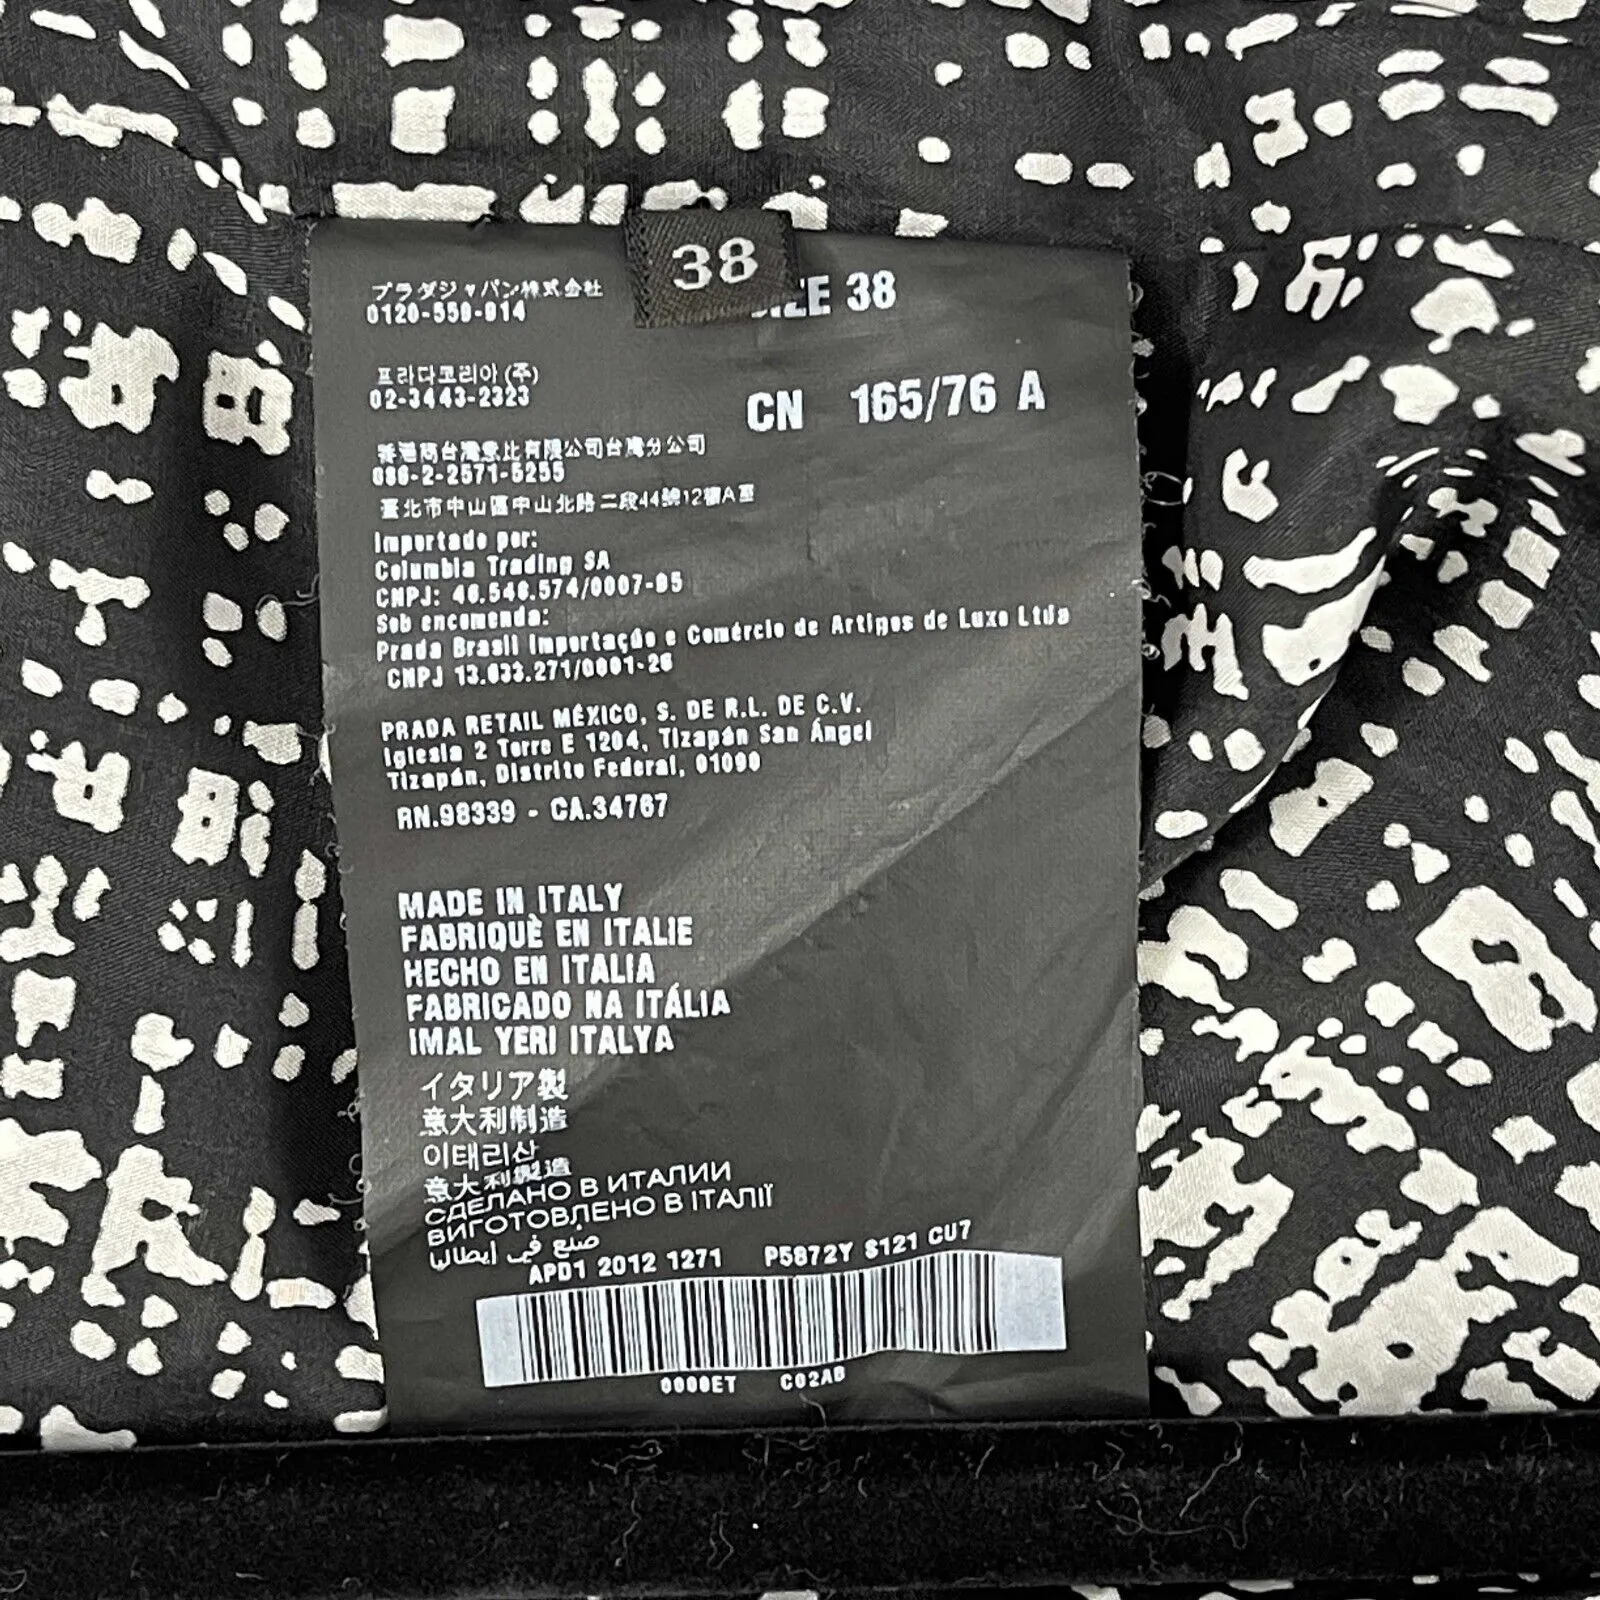 38
SIZE 38
プラダジャパン株式会社
0120-559-914
프라다코리아 (주)
02-3443-2323
CN 165/76 A
香港商台灣意比有限公司台灣分公司
086-2-2571-5255
臺北市中山區中山北路二段44號12樓A室
Importado por:
Columbia Trading SA
CNPJ: 46.546.574/0007-85
Sob encomenda:
Prada Brasil Importação e Comércio de Artigos de Luxo Ltda
CNPJ 13.033.271/0001-26
PRADA RETAIL MÉXICO, S. DE R.L. DE C.V.
Iglesia 2 Torre E 1204, Tizapán San Ángel
Tizapán, Distrito Federal, 01090
RN.98339 - CA.34767
MADE IN ITALY
FABRIQUÈ EN ITALIE
HECHO EN ITALIA
FABRICADO NA ITÁLIA
IMAL YERI ITALYA
イタリア製
意大利制造
이태리산
意大利製造
СДЕЛАНО В ИТАЛИИ
ВИГОТОВЛЕНО В ІТАЛІЇ
صنع في إيطاليا
APD1 2012 1271 P5872Y S121 CU7
0000ET C02AB